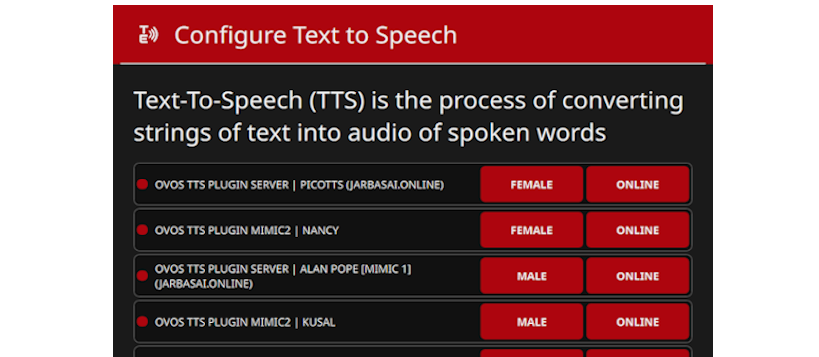 Configure Text to Speech
Text-To-Speech (TTS) is the process of converting
strings of text into audio of spoken words
OVOS TTS PLUGIN SERVER | PICOTTS (JARBASAI.ONLINE) FEMALE ONLINE
OVOS TTS PLUGIN MIMIC2 | NANCY FEMALE ONLINE
OVOS TTS PLUGIN SERVER | ALAN POPE [MIMIC 1]
(JARBASAI.ONLINE) MALE ONLINE
OVOS TTS PLUGIN MIMIC2 | KUSAL MALE ONLINE